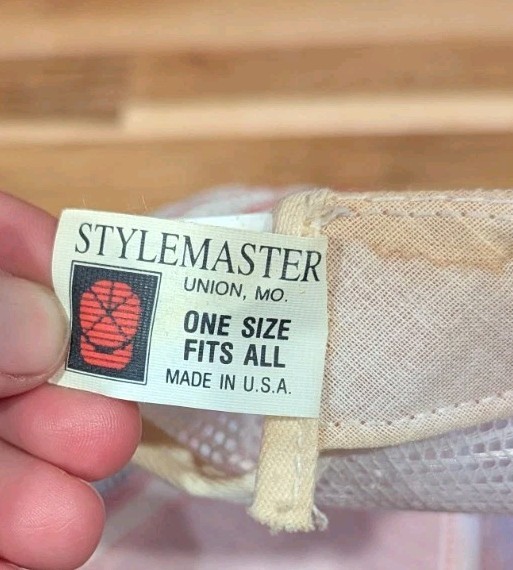 STYLEMASTER
UNION, MO.
ONE SIZE
FITS ALL
MADE IN U.S.A.